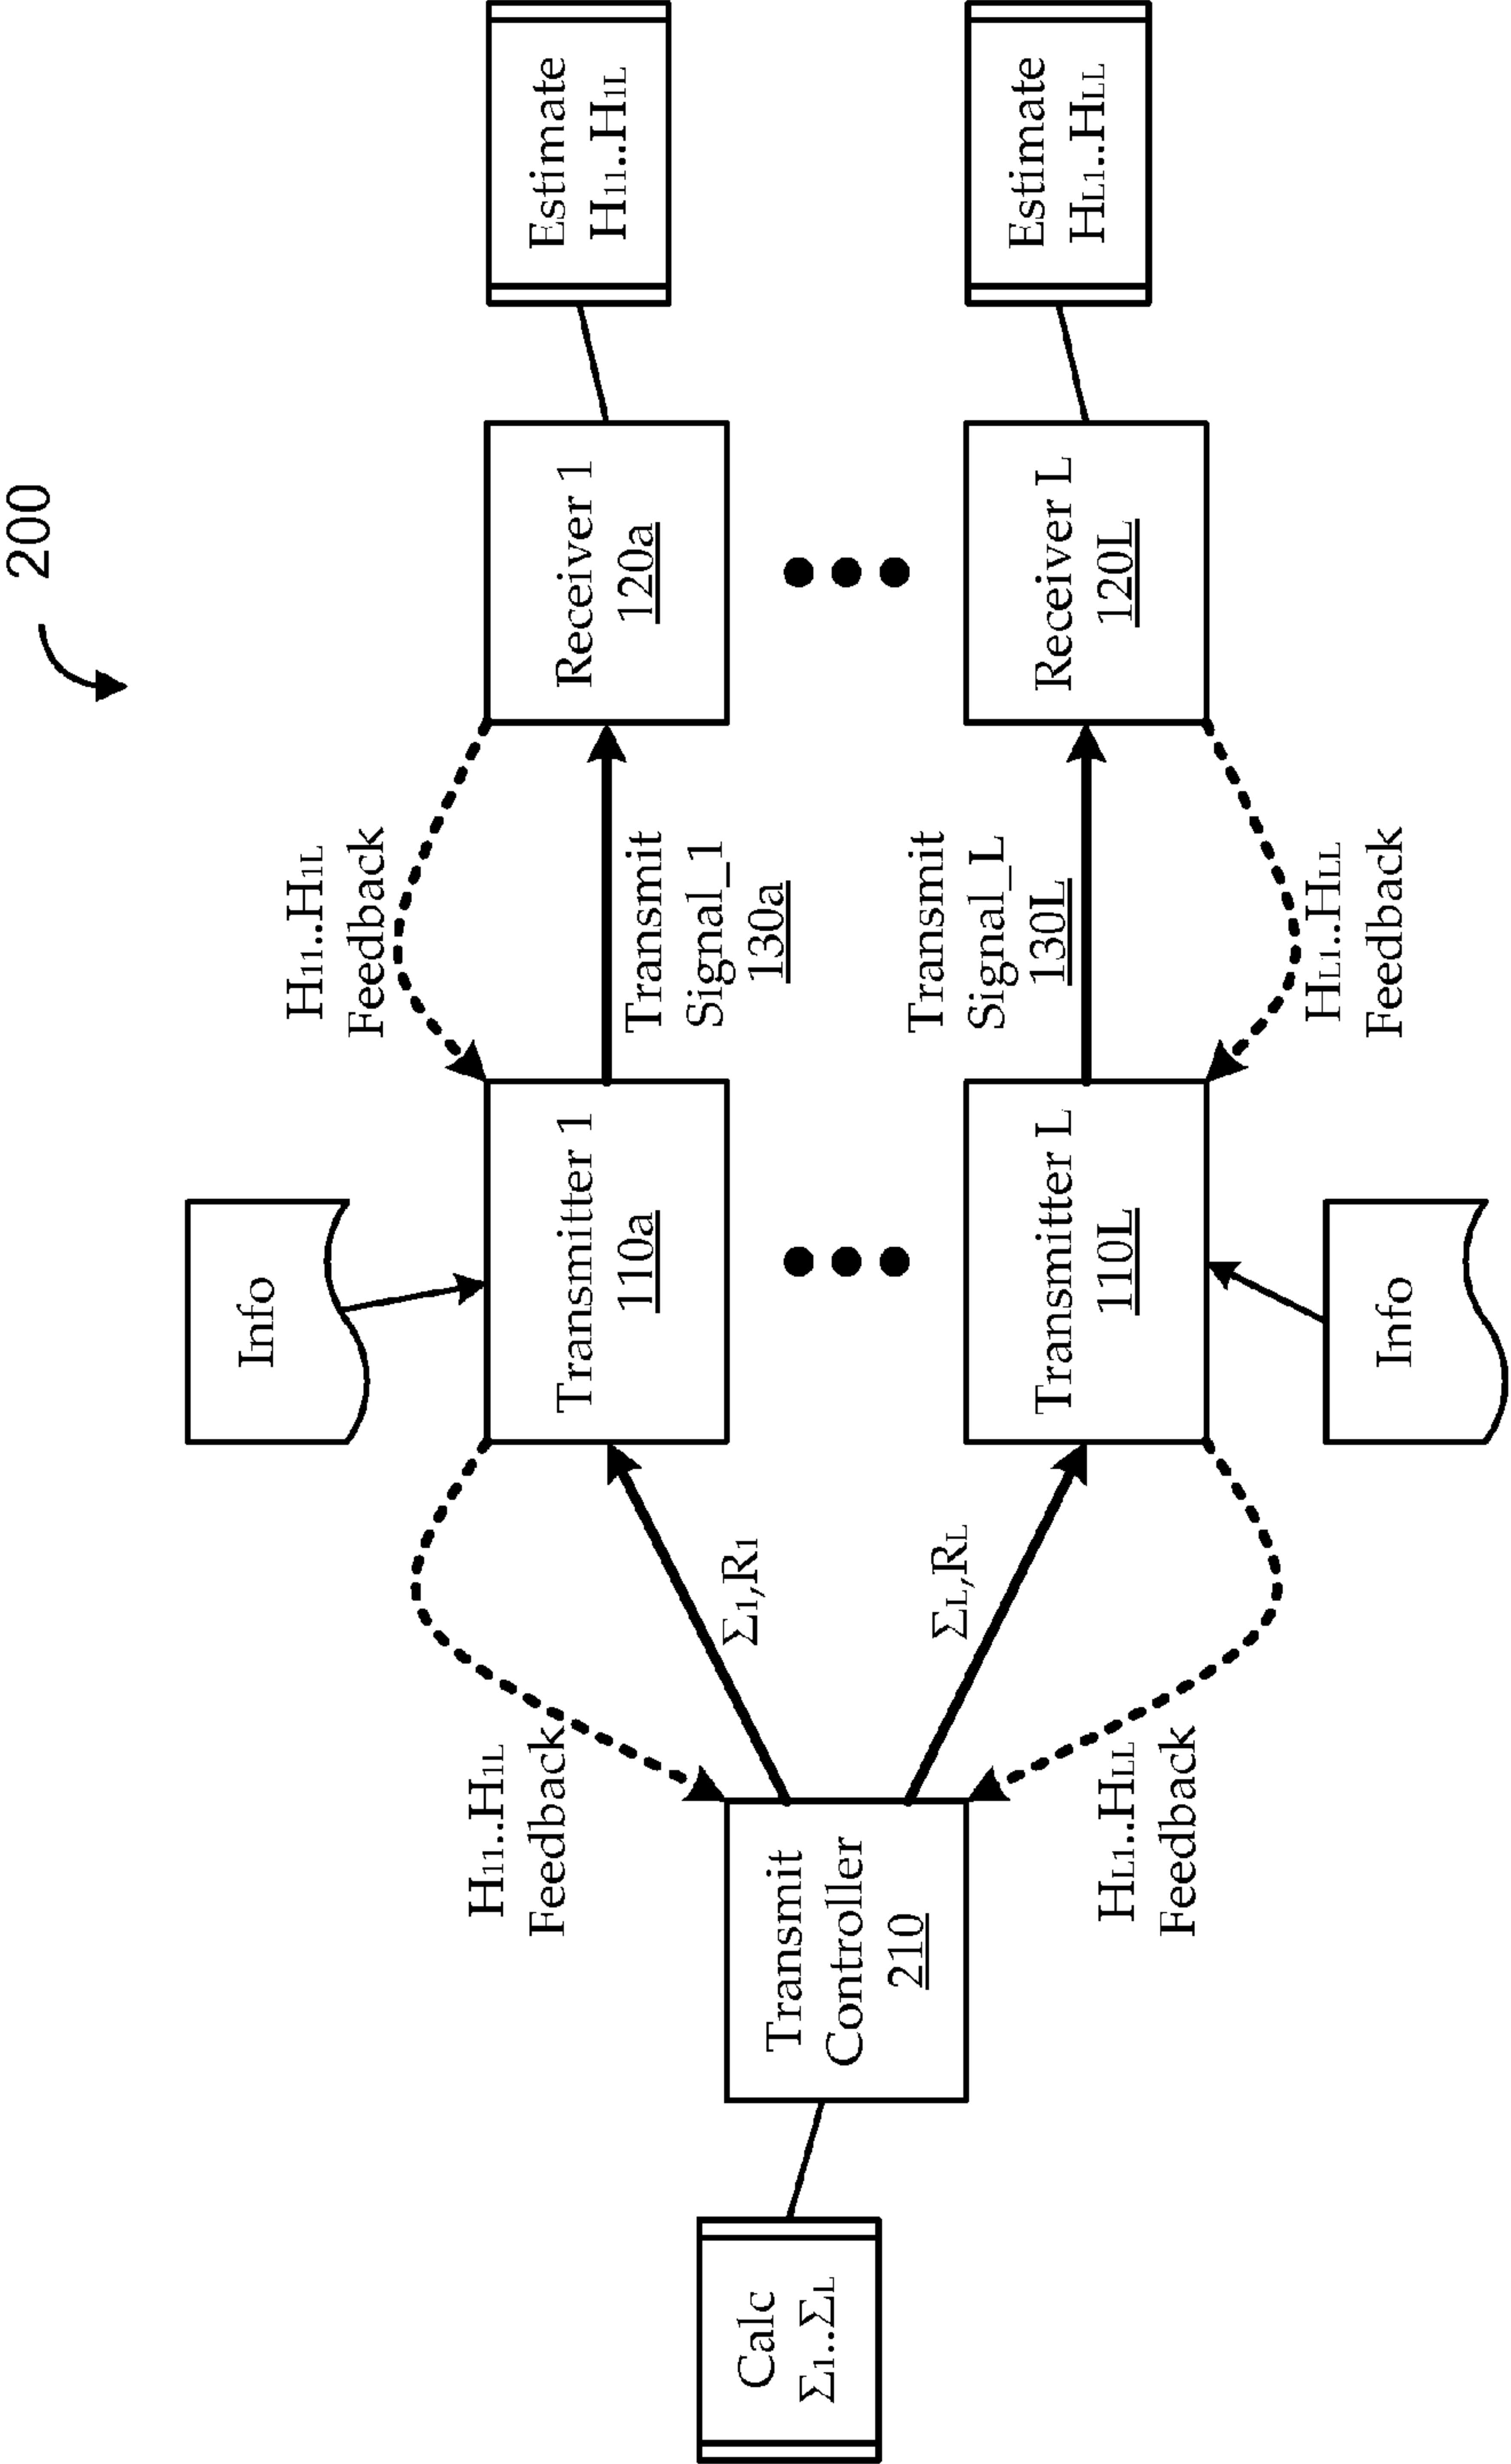 200
Info
H11..H1L
Feedback
H11..H1L
Feedback
Estimate
H11..H1L
Transmitter 1
110a
Receiver 1
120a
Σ1,R1
Transmit
Signal_1
130a
Calc
Σ1..ΣL
Transmit
Controller
210
ΣL,RL
Transmit
Signal_L
130L
Transmitter L
110L
Receiver L
120L
Estimate
HL1..HLL
HL1..HLL
Feedback
HL1..HLL
Feedback
Info